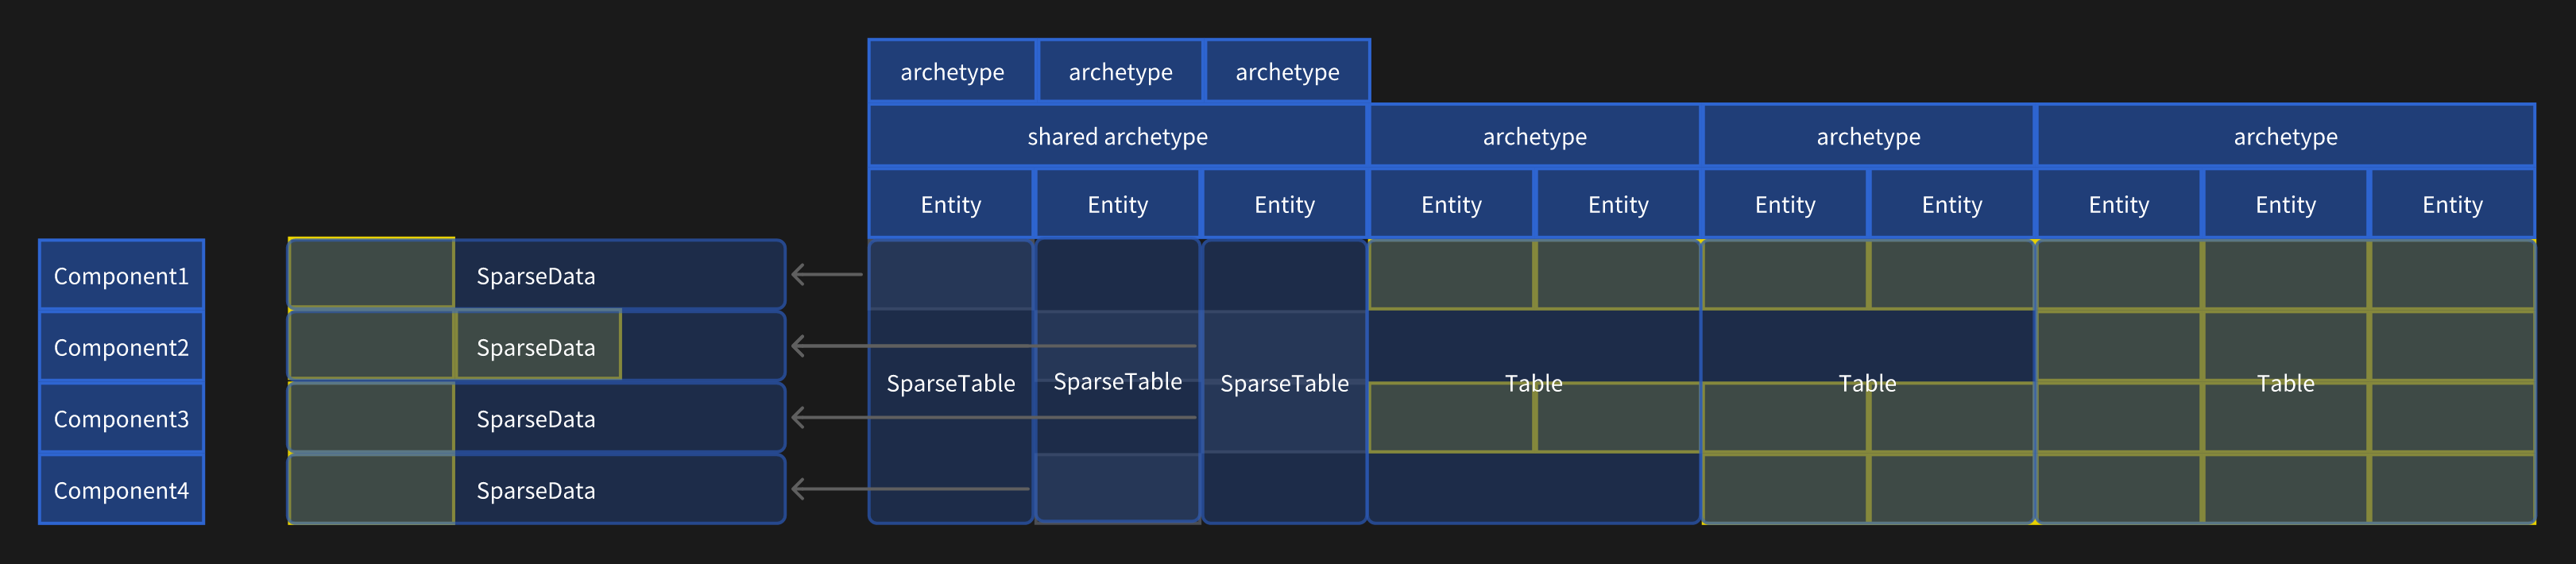 archetype archetype archetype
shared archetype archetype archetype archetype
Entity Entity Entity Entity Entity Entity Entity Entity Entity Entity
Component1 SparseData
Component2 SparseData
SparseTable SparseTable SparseTable Table Table Table
Component3 SparseData
Component4 SparseData